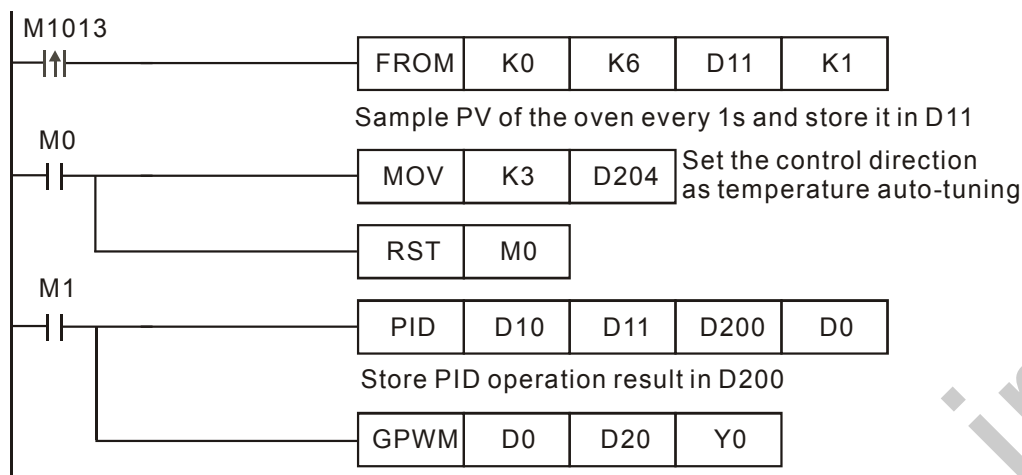 M1013
FROM K0 K6 D11 K1
Sample PV of the oven every 1s and store it in D11
M0
MOV K3 D204
Set the control direction
as temperature auto-tuning
RST M0
M1
PID D10 D11 D200 D0
Store PID operation result in D200
GPWM D0 D20 Y0